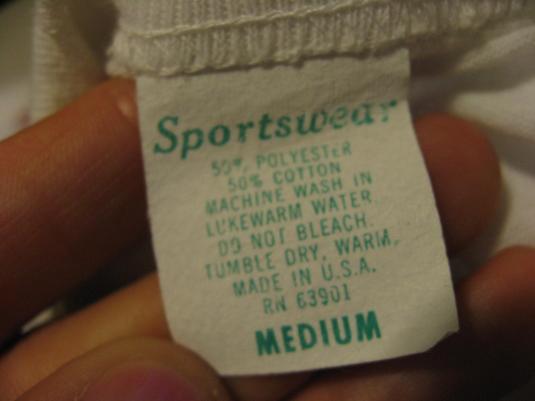 Sportswear
50% POLYESTER
50% COTTON
MACHINE WASH IN
LUKEWARM WATER.
DO NOT BLEACH.
TUMBLE DRY, WARM.
MADE IN U.S.A.
RN 63901
MEDIUM